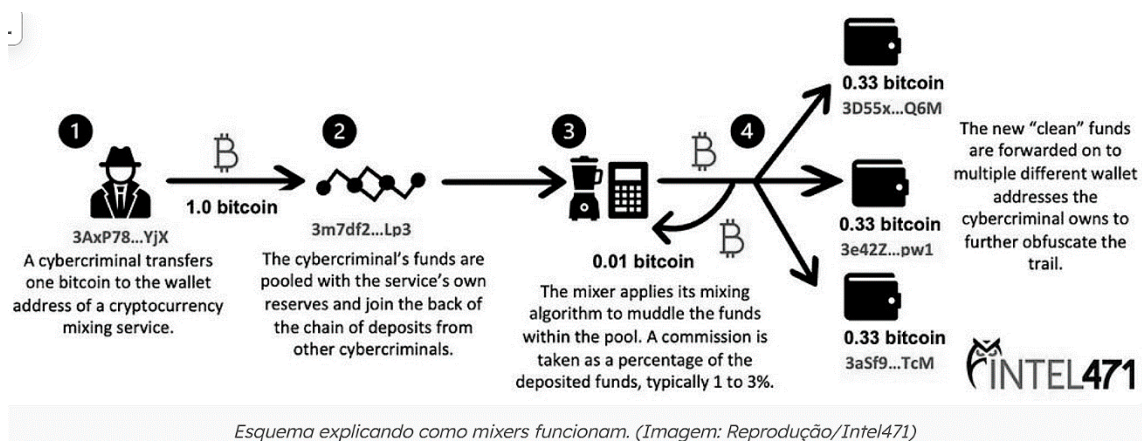 1
3AxP78...YjX
A cybercriminal transfers
one bitcoin to the wallet
address of a cryptocurrency
mixing service.
1.0 bitcoin
2
3m7df2...Lp3
The cybercriminal's funds are
pooled with the service's own
reserves and join the back of
the chain of deposits from
other cybercriminals.
3
0.01 bitcoin
The mixer applies its mixing
algorithm to muddle the funds
within the pool. A commission is
taken as a percentage of the
deposited funds, typically 1 to 3%.
4
0.33 bitcoin
3D55x...Q6M
0.33 bitcoin
3e42Z...pw1
0.33 bitcoin
3aSf9...TcM
The new “clean” funds
are forwarded on to
multiple different wallet
addresses the
cybercriminal owns to
further obfuscate the
trail.
INTEL471
Esquema explicando como mixers funcionam. (Imagem: Reprodução/Intel471)